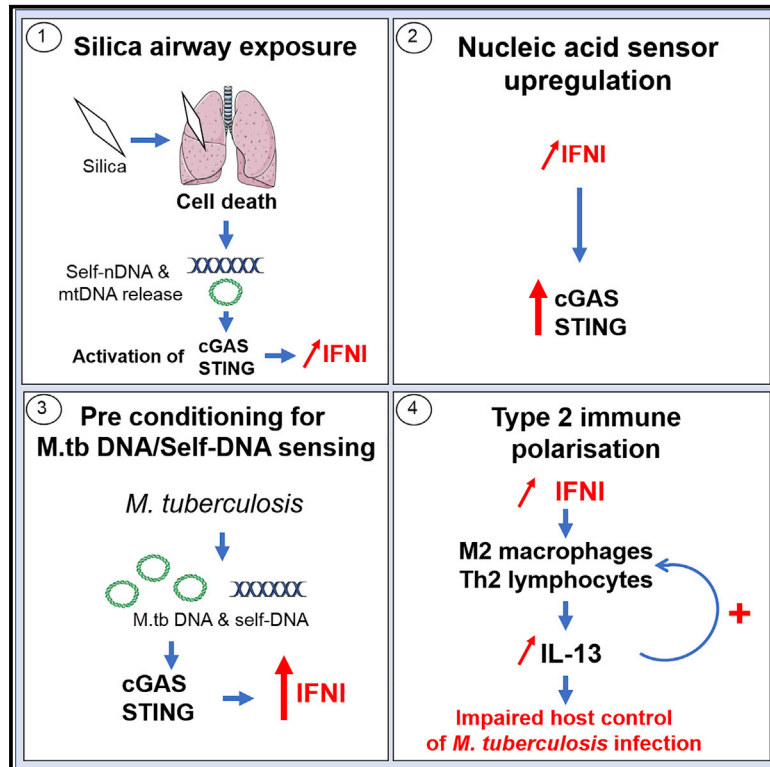 1
Silica airway exposure
Silica
Cell death
Self-nDNA &
mtDNA release
Activation of
cGAS
STING
IFNI
2
Nucleic acid sensor
upregulation
IFNI
cGAS
STING
3
Pre conditioning for
M.tb DNA/Self-DNA sensing
M. tuberculosis
M.tb DNA & self-DNA
cGAS
STING
IFNI
4
Type 2 immune
polarisation
IFNI
M2 macrophages
Th2 lymphocytes
+
IL-13
Impaired host control
of M. tuberculosis infection